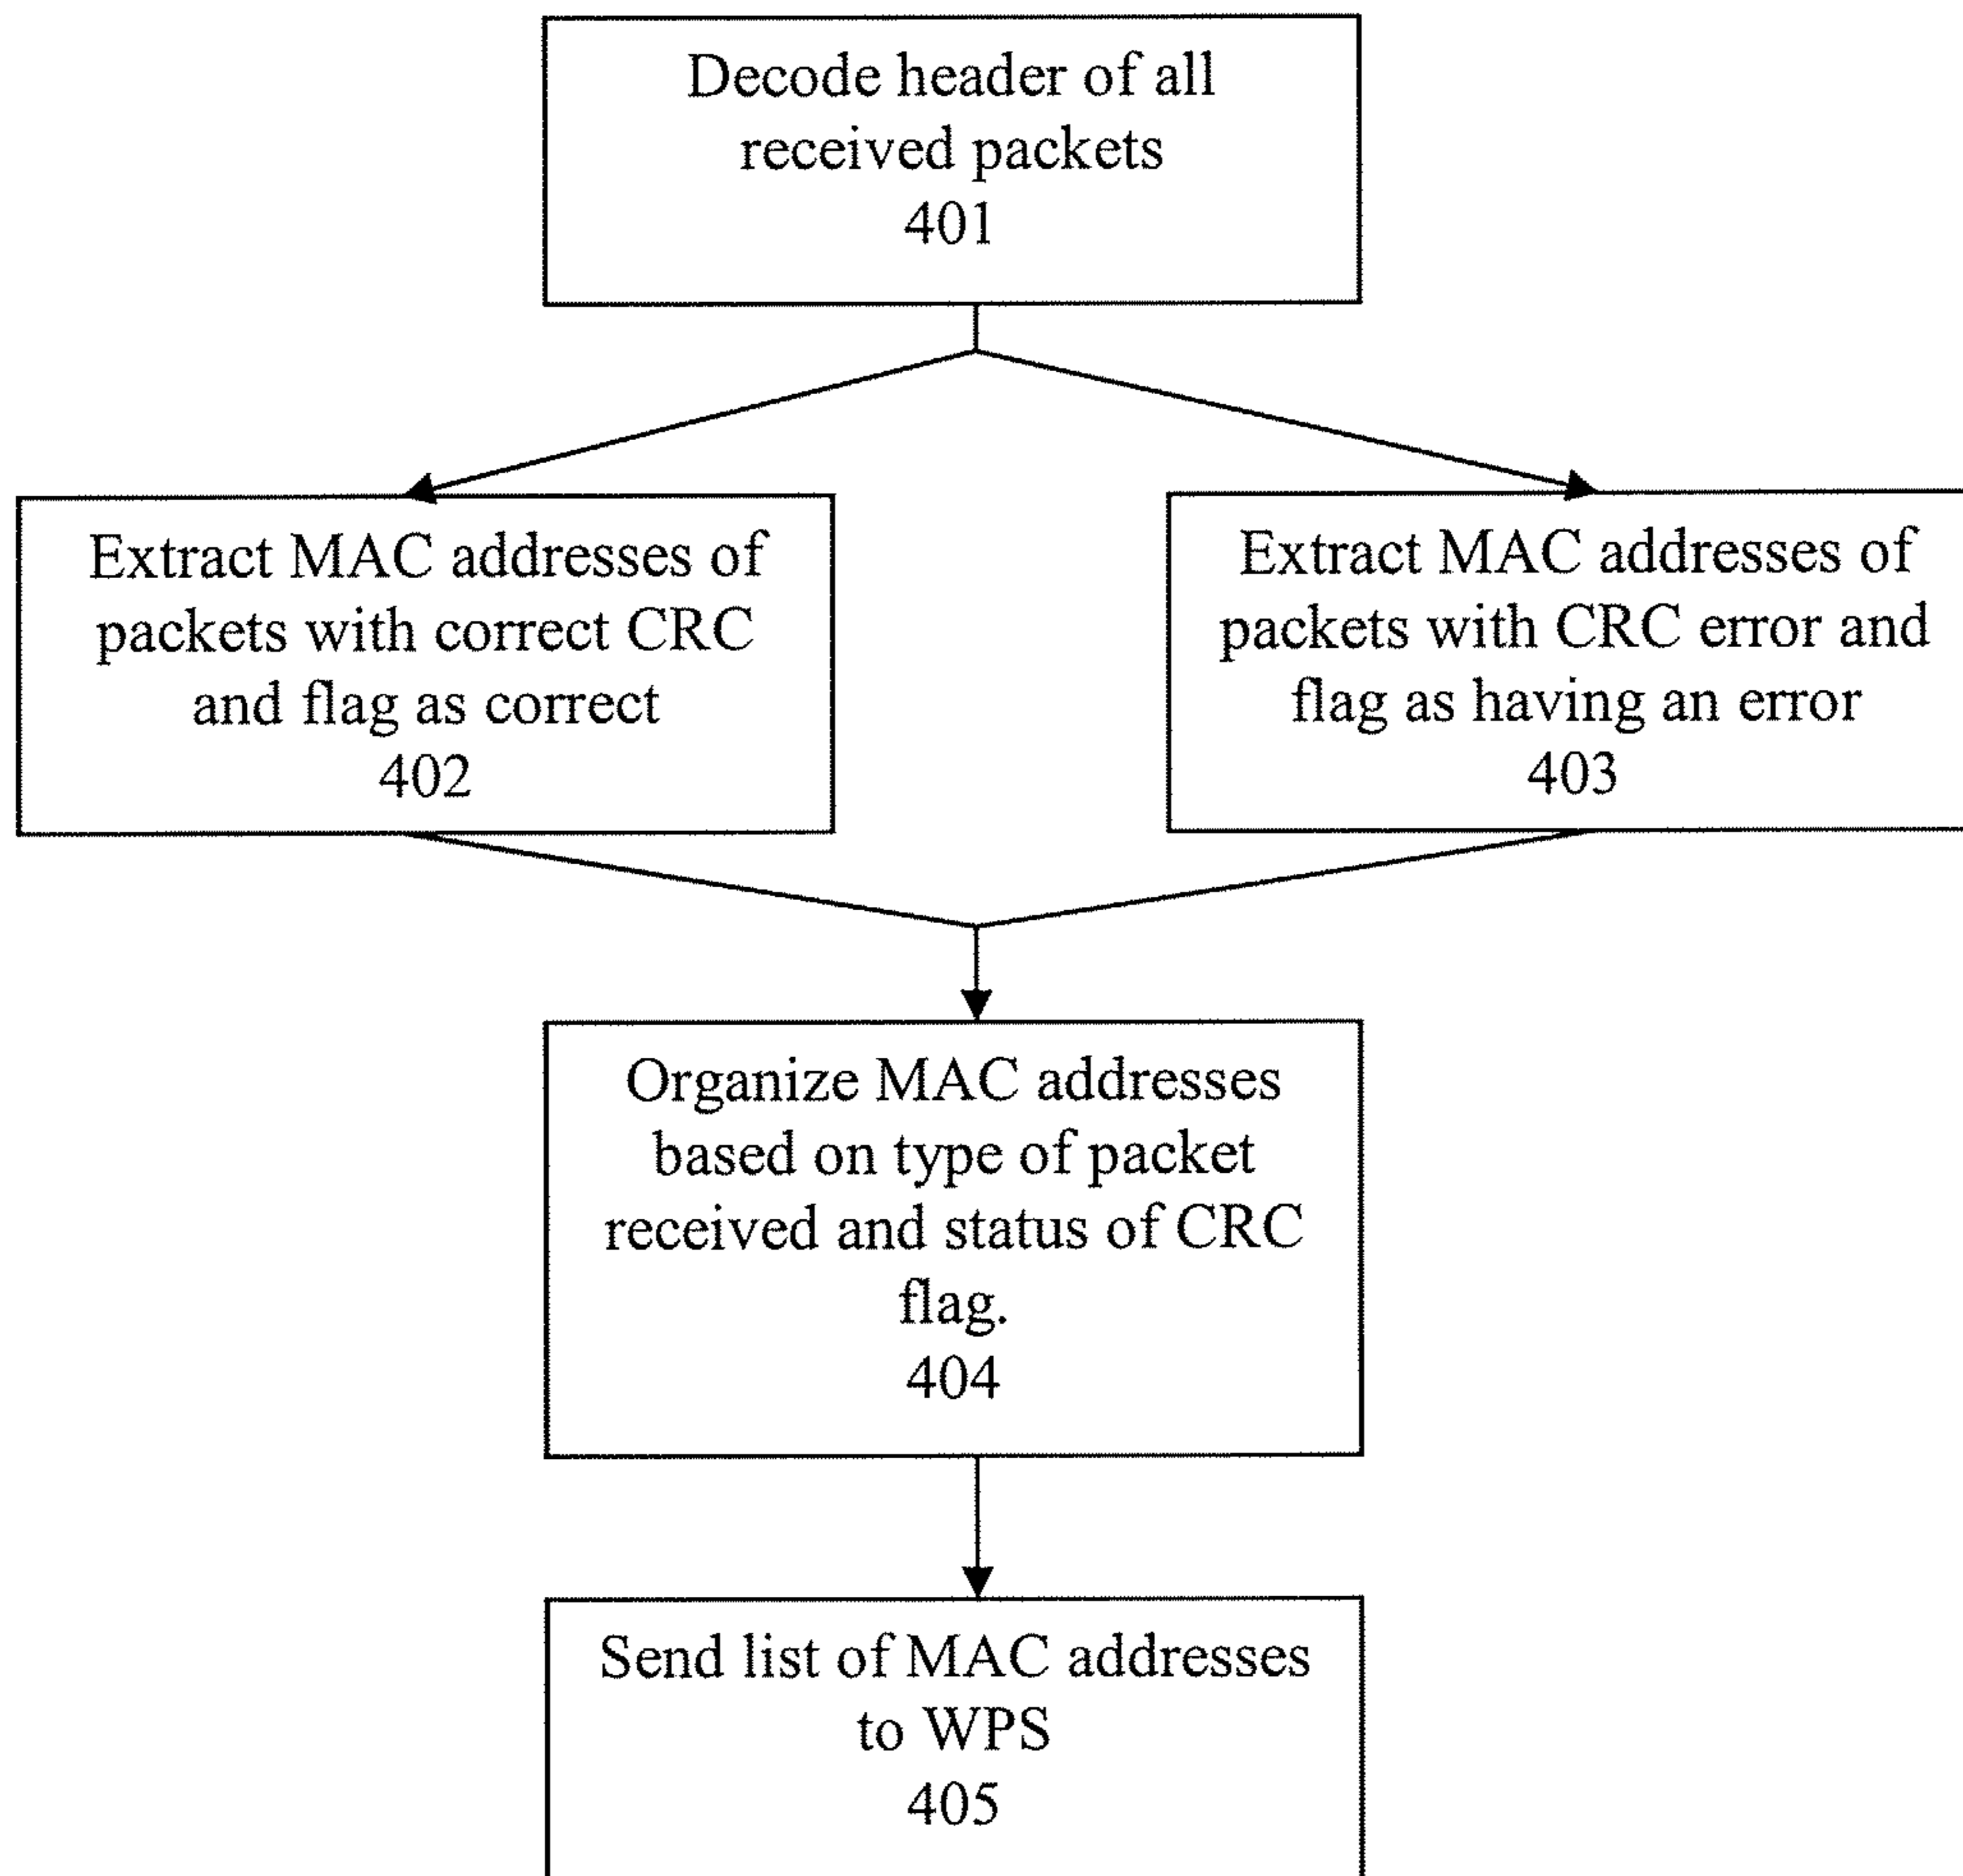 Decode header of all
received packets
401
Extract MAC addresses of
packets with correct CRC
and flag as correct
402
Extract MAC addresses of
packets with CRC error and
flag as having an error
403
Organize MAC addresses
based on type of packet
received and status of CRC
flag.
404
Send list of MAC addresses
to WPS
405